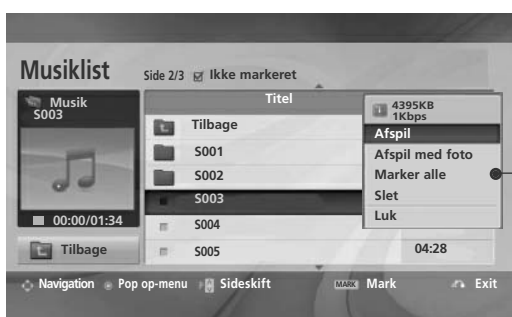 Musiklist
Side 2/3 Ikke markeret
Musik
S003
00:00/01:34
Tilbage
Titel
Tilbage
S001
S002
S003
S004
S005
04:28
4395KB
1Kbps
Afspil
Afspil med foto
Marker alle
Slet
Luk
Navigation Pop op-menu Sideskift MARK Mark Exit